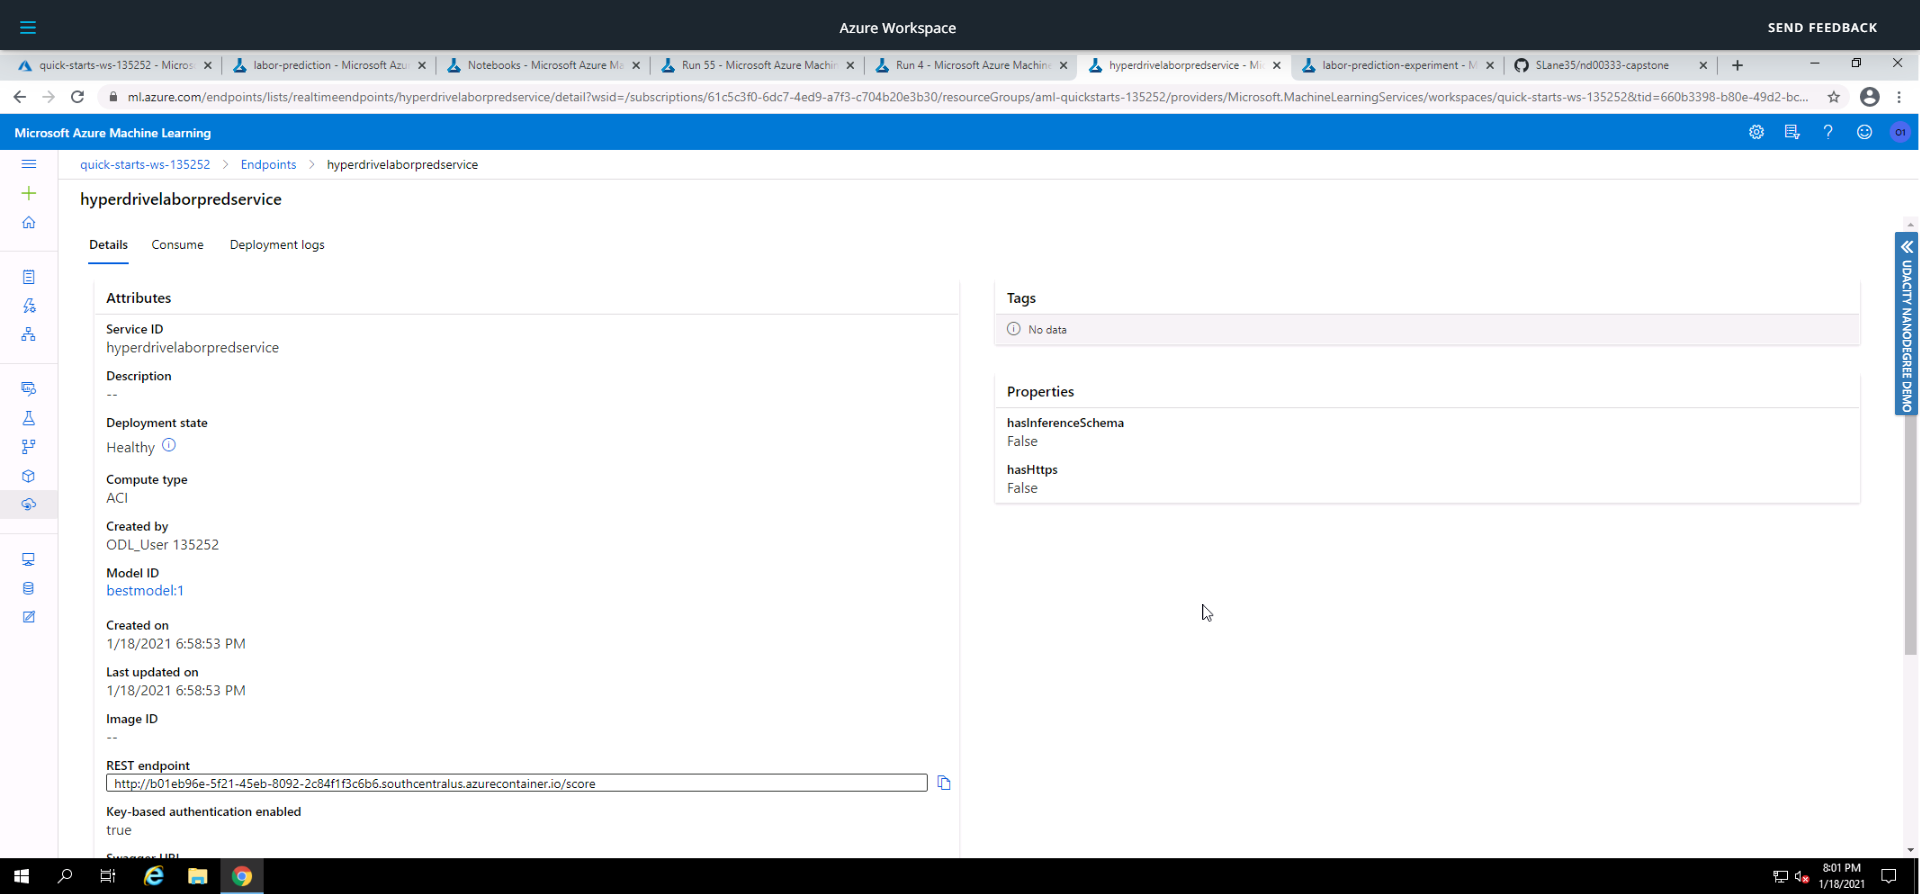 Azure Workspace
SEND FEEDBACK
quick-starts-ws-135252 - Micros
labor-prediction - Microsoft Azu
Notebooks - Microsoft Azure Ma
Run 55 - Microsoft Azure Machin
Run 4 - Microsoft Azure Machine
hyperdrivelaborpredservice - Mi
labor-prediction-experiment - M
SLane35/nd00333-capstone
ml.azure.com/endpoints/lists/realtimeendpoints/hyperdrivelaborpredservice/detail?wsid=/subscriptions/61c5c3f0-6dc7-4ed9-a7f3-c704b20e3b30/resourceGroups/aml-quickstarts-135252/providers/Microsoft.MachineLearningServices/workspaces/quick-starts-ws-135252&tid=660b3398-b80e-49d2-bc...
Microsoft Azure Machine Learning
01
quick-starts-ws-135252 > Endpoints > hyperdrivelaborpredservice
hyperdrivelaborpredservice
Details Consume Deployment logs
Attributes
Service ID
hyperdrivelaborpredservice
Description
--
Deployment state
Healthy
Compute type
ACI
Created by
ODL_User 135252
Model ID
bestmodel:1
Created on
1/18/2021 6:58:53 PM
Last updated on
1/18/2021 6:58:53 PM
Image ID
--
REST endpoint
http://b01eb96e-5f21-45eb-8092-2c84f1f3c6b6.southcentralus.azurecontainer.io/score
Key-based authentication enabled
true
Swagger URI
Tags
No data
Properties
hasInferenceSchema
False
hasHttps
False
UDACITY NANODEGREE DEMO
8:01 PM
1/18/2021